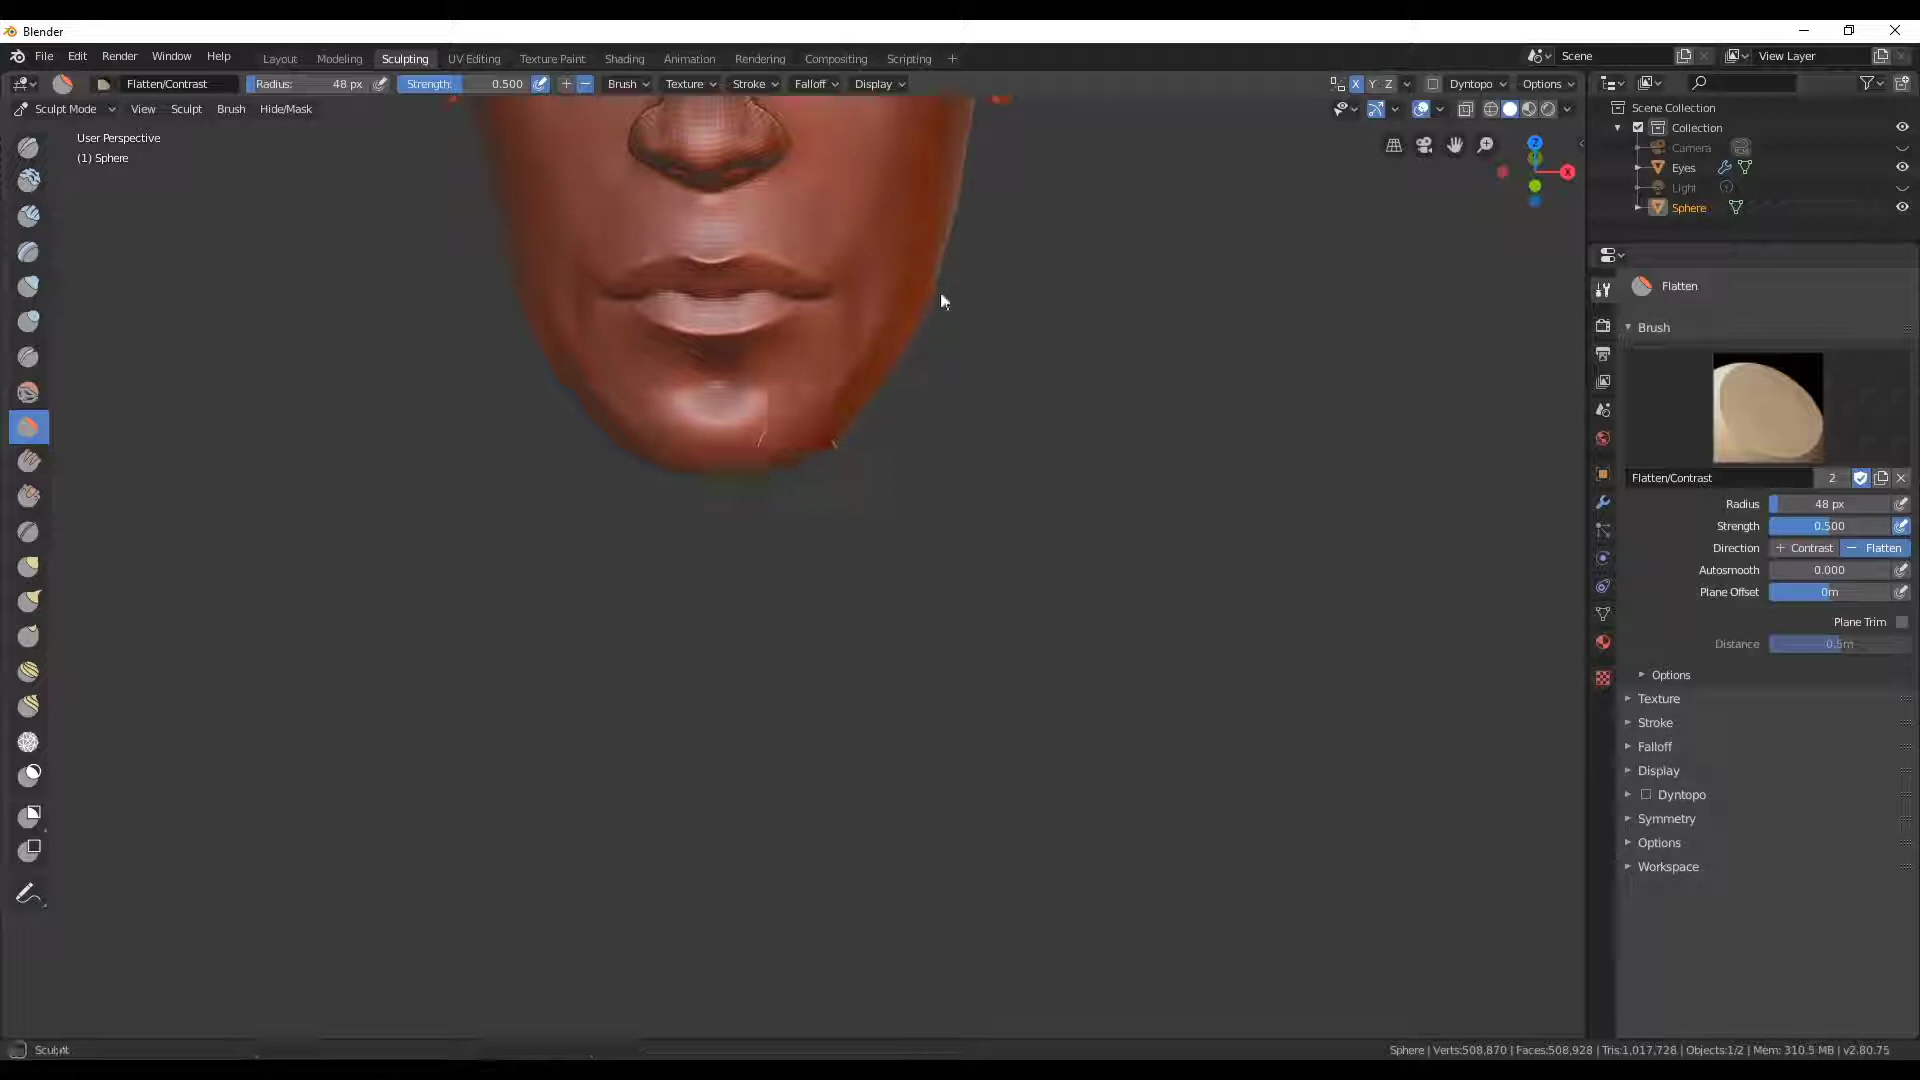 Blender
File Edit Render Window Help Layout Modeling Sculpting UV Editing Texture Paint Shading Animation Rendering Compositing Scripting + Scene View Layer
Flatten/Contrast Radius: 48 px Strength: 0.500 + − Brush Texture Stroke Falloff Display X Y Z Dyntopo Options
Sculpt Mode View Sculpt Brush Hide/Mask
User Perspective
(1) Sphere
Z
X
Scene Collection
Collection
Camera
Eyes
Light
Sphere
Flatten
Brush
Flatten/Contrast 2
Radius 48 px
Strength 0.500
Direction + Contrast − Flatten
Autosmooth 0.000
Plane Offset 0m
Plane Trim
Distance 0.5m
Options
Texture
Stroke
Falloff
Display
Dyntopo
Symmetry
Options
Workspace
Sphere | Verts:508,870 | Faces:508,928 | Tris:1,017,726 | Objects:1/2 | Mem: 310.5 MB | v2.80.75